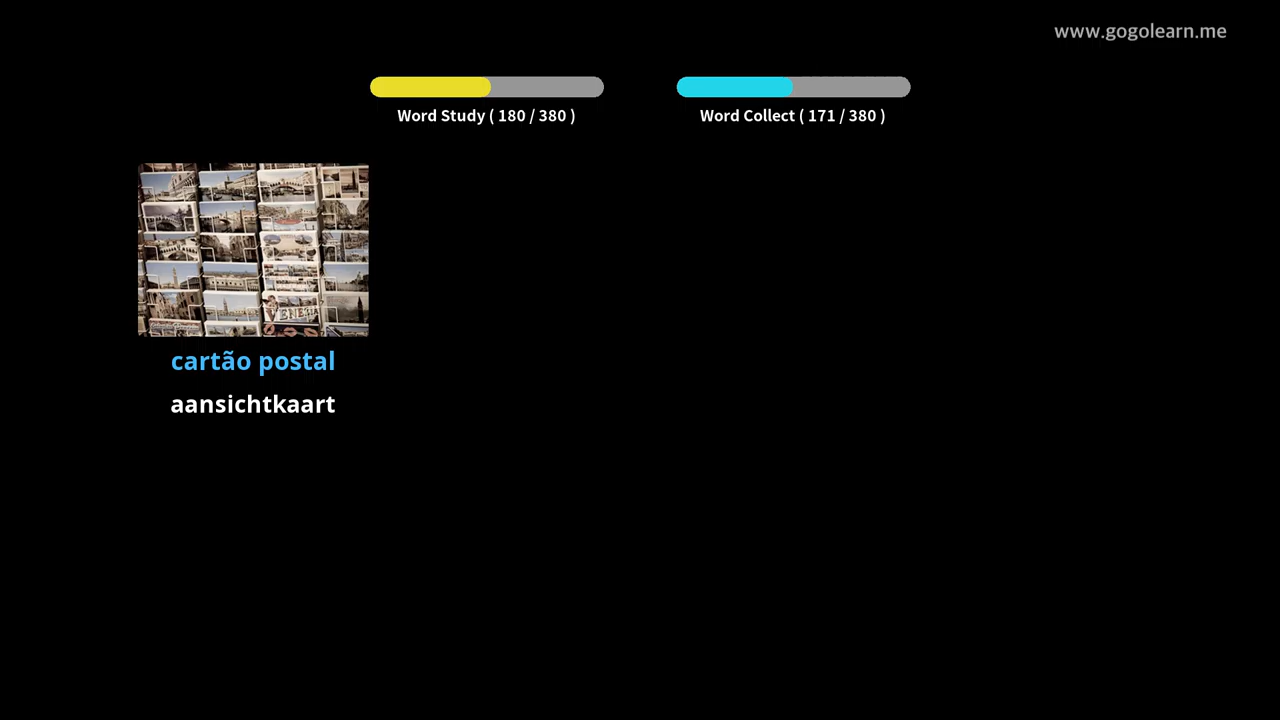 www.gogolearn.me
Word Study ( 180 / 380 )
Word Collect ( 171 / 380 )
cartão postal
aansichtkaart